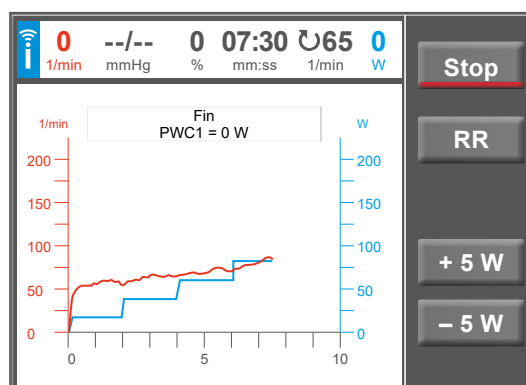 0 --/-- 0 07:30 65 0
1/min mmHg % mm:ss 1/min W
Stop
RR
+ 5 W
– 5 W
Fin
PWC1 = 0 W
1/min W
200 200
150 150
100 100
50 50
0 0
0 5 10